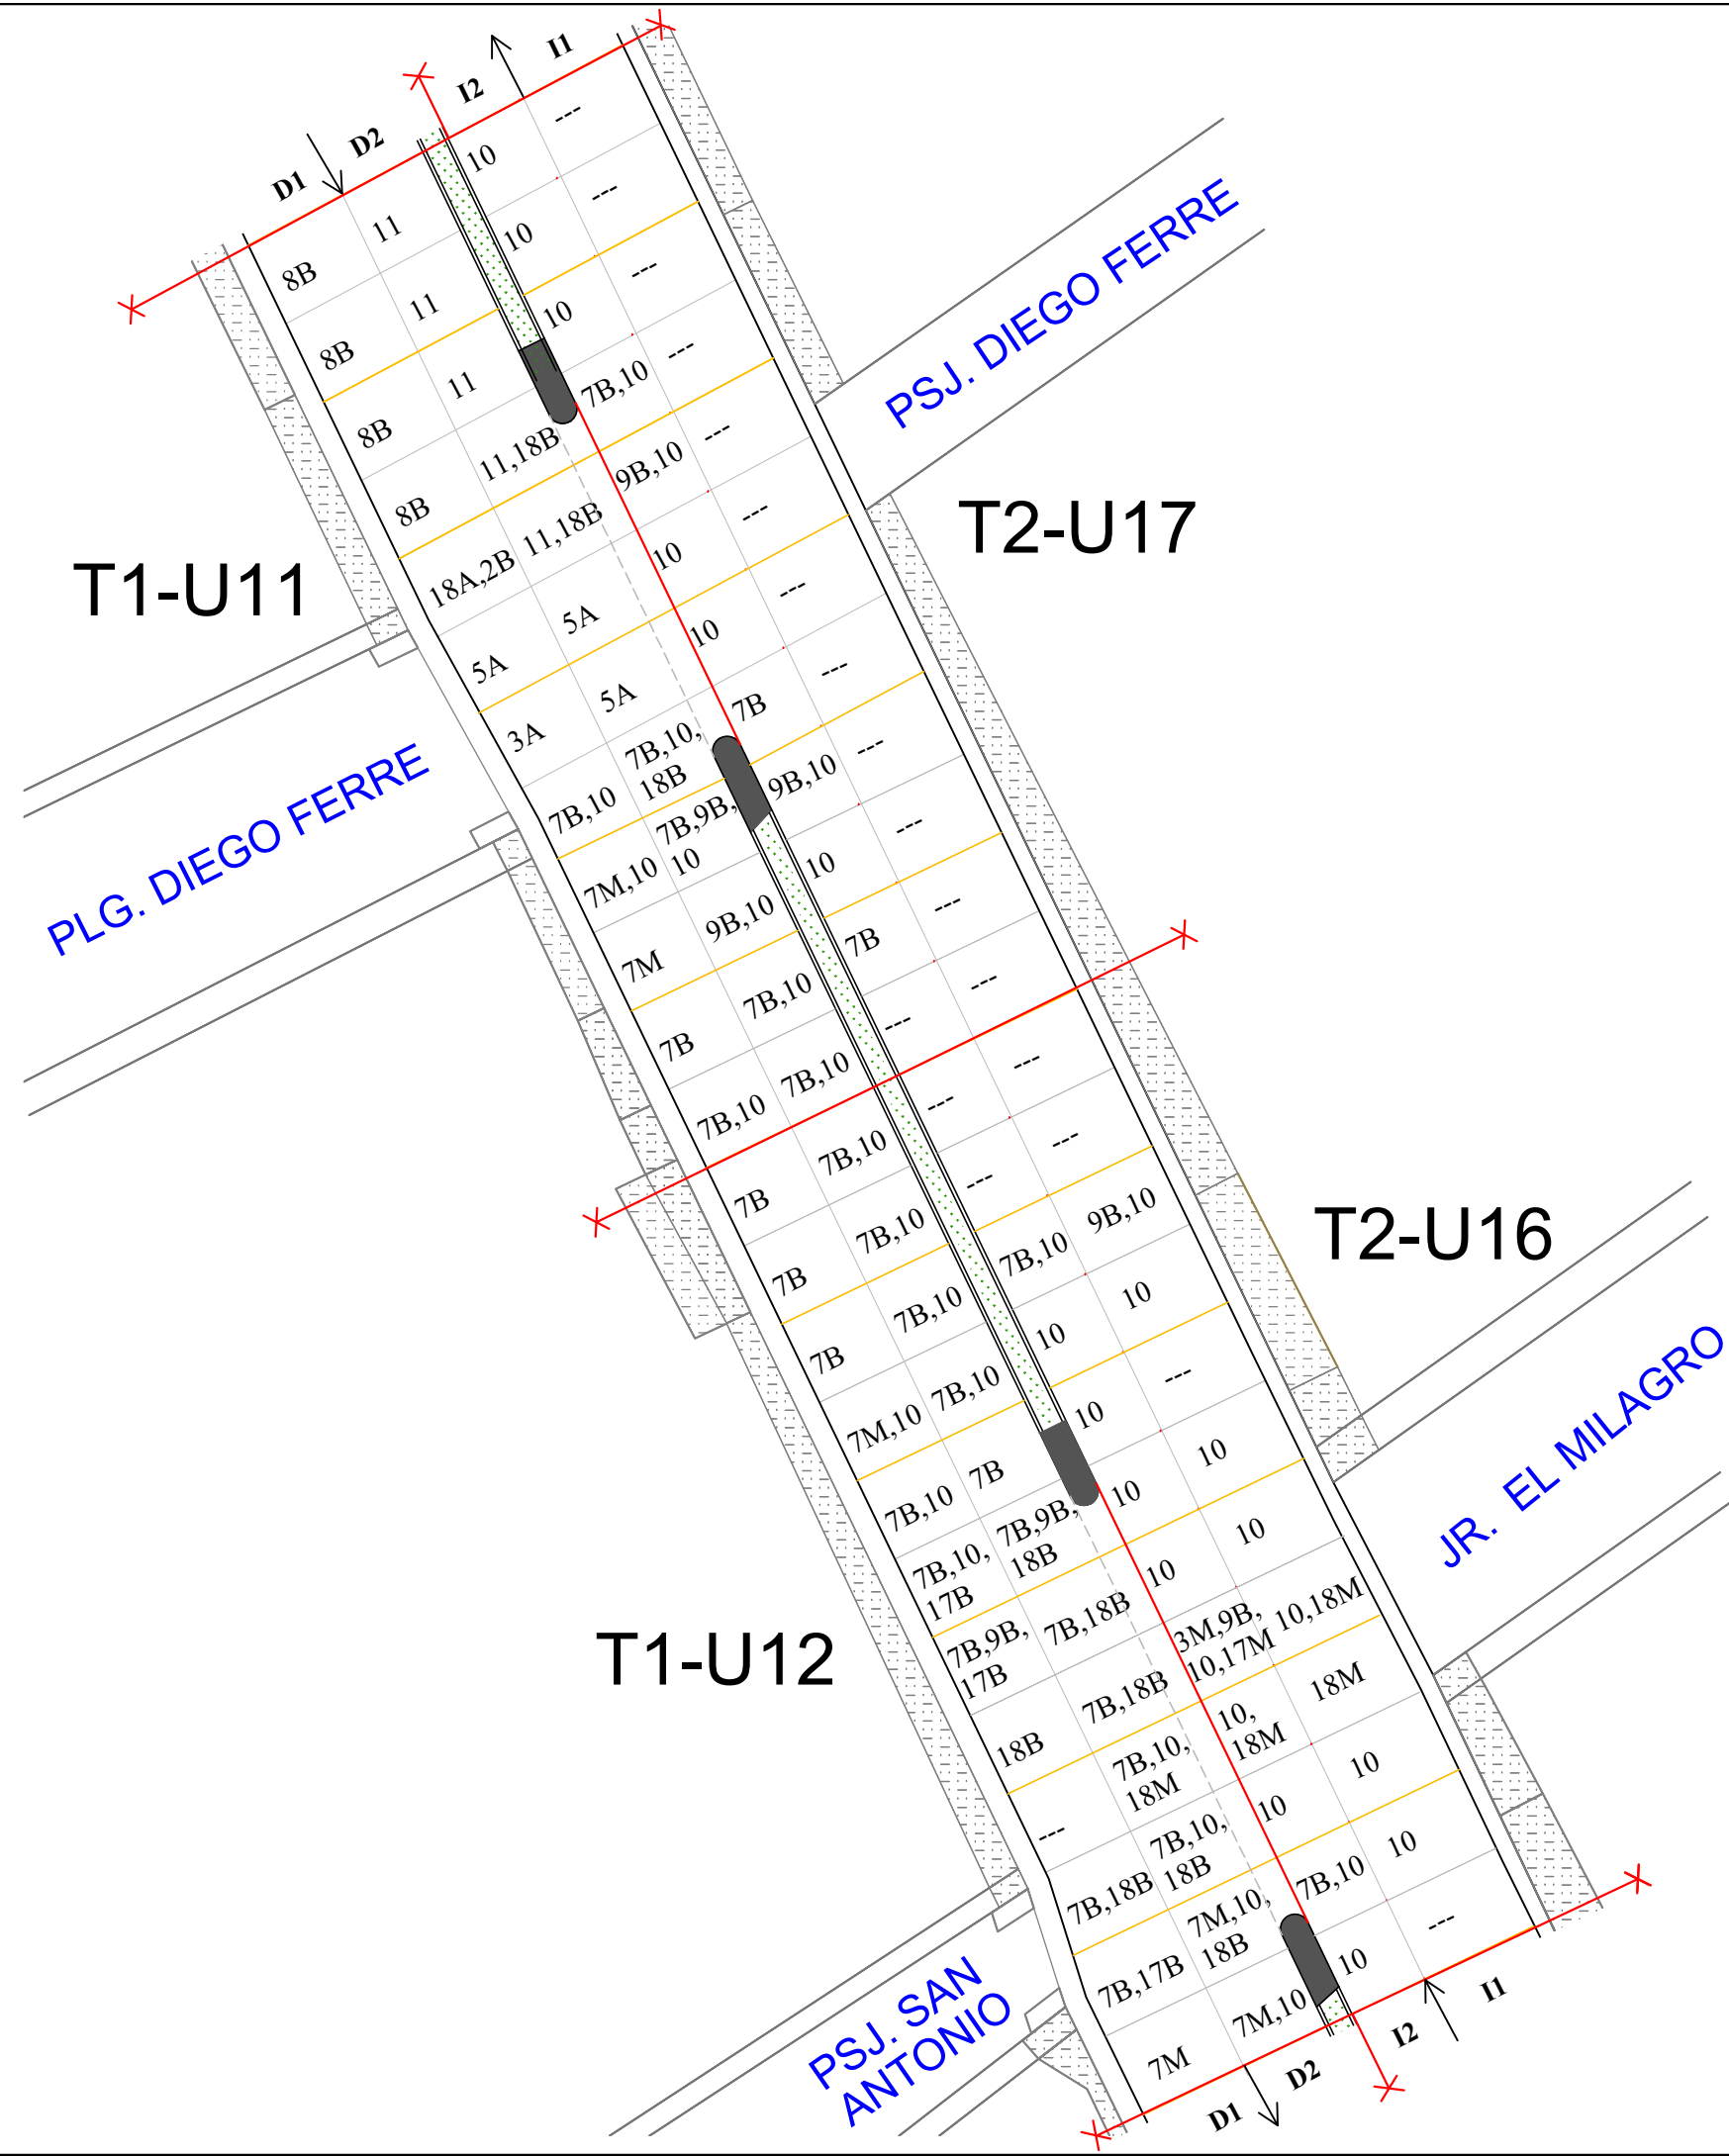 I1
I2
D2
D1
---
10
11
8B
---
10
11
8B
---
10
11
8B
---
7B,10
11,18B
8B
---
9B,10
11,18B
18A,2B
---
10
5A
5A
---
10
5A
3A
---
7B
7B,10,
18B
7B,10
---
9B,10
7B,9B,
10
7M,10
---
10
9B,10
7M
---
7B
7B,10
7B
---
---
7B,10
7B,10
---
---
7B,10
7B
---
---
7B,10
7B
9B,10
7B,10
7B,10
7B
10
10
7B,10
7M,10
---
10
7B
7B,10
10
10
7B,9B,
18B
7B,10,
17B
10
10
7B,18B
7B,9B,
17B
10,18M
3M,9B,
10,17M
7B,18B
18B
18M
10,
18M
7B,10,
18M
---
10
10
7B,10,
18B
7B,18B
10
7B,10
7M,10,
18B
7B,17B
---
10
7M,10
7M
I1
I2
D2
D1
PSJ. DIEGO FERRE
T2-U17
T1-U11
PLG. DIEGO FERRE
T2-U16
JR. EL MILAGRO
T1-U12
PSJ. SAN
ANTONIO